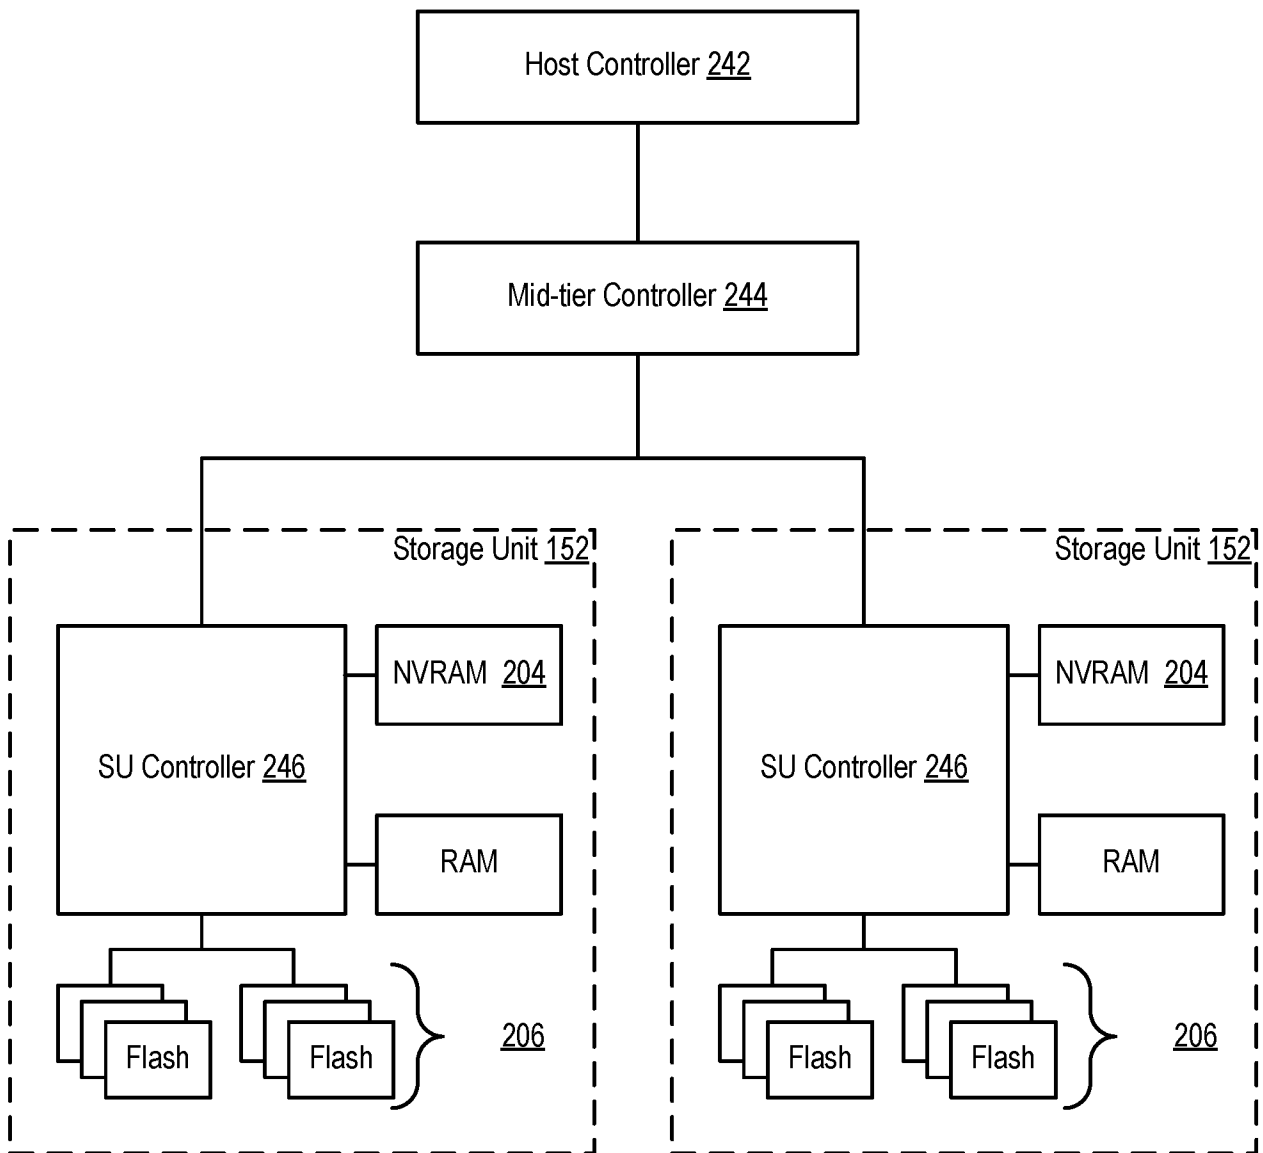 Host Controller 242
Mid-tier Controller 244
Storage Unit 152
Storage Unit 152
NVRAM 204
NVRAM 204
SU Controller 246
SU Controller 246
RAM
RAM
206
206
Flash
Flash
Flash
Flash